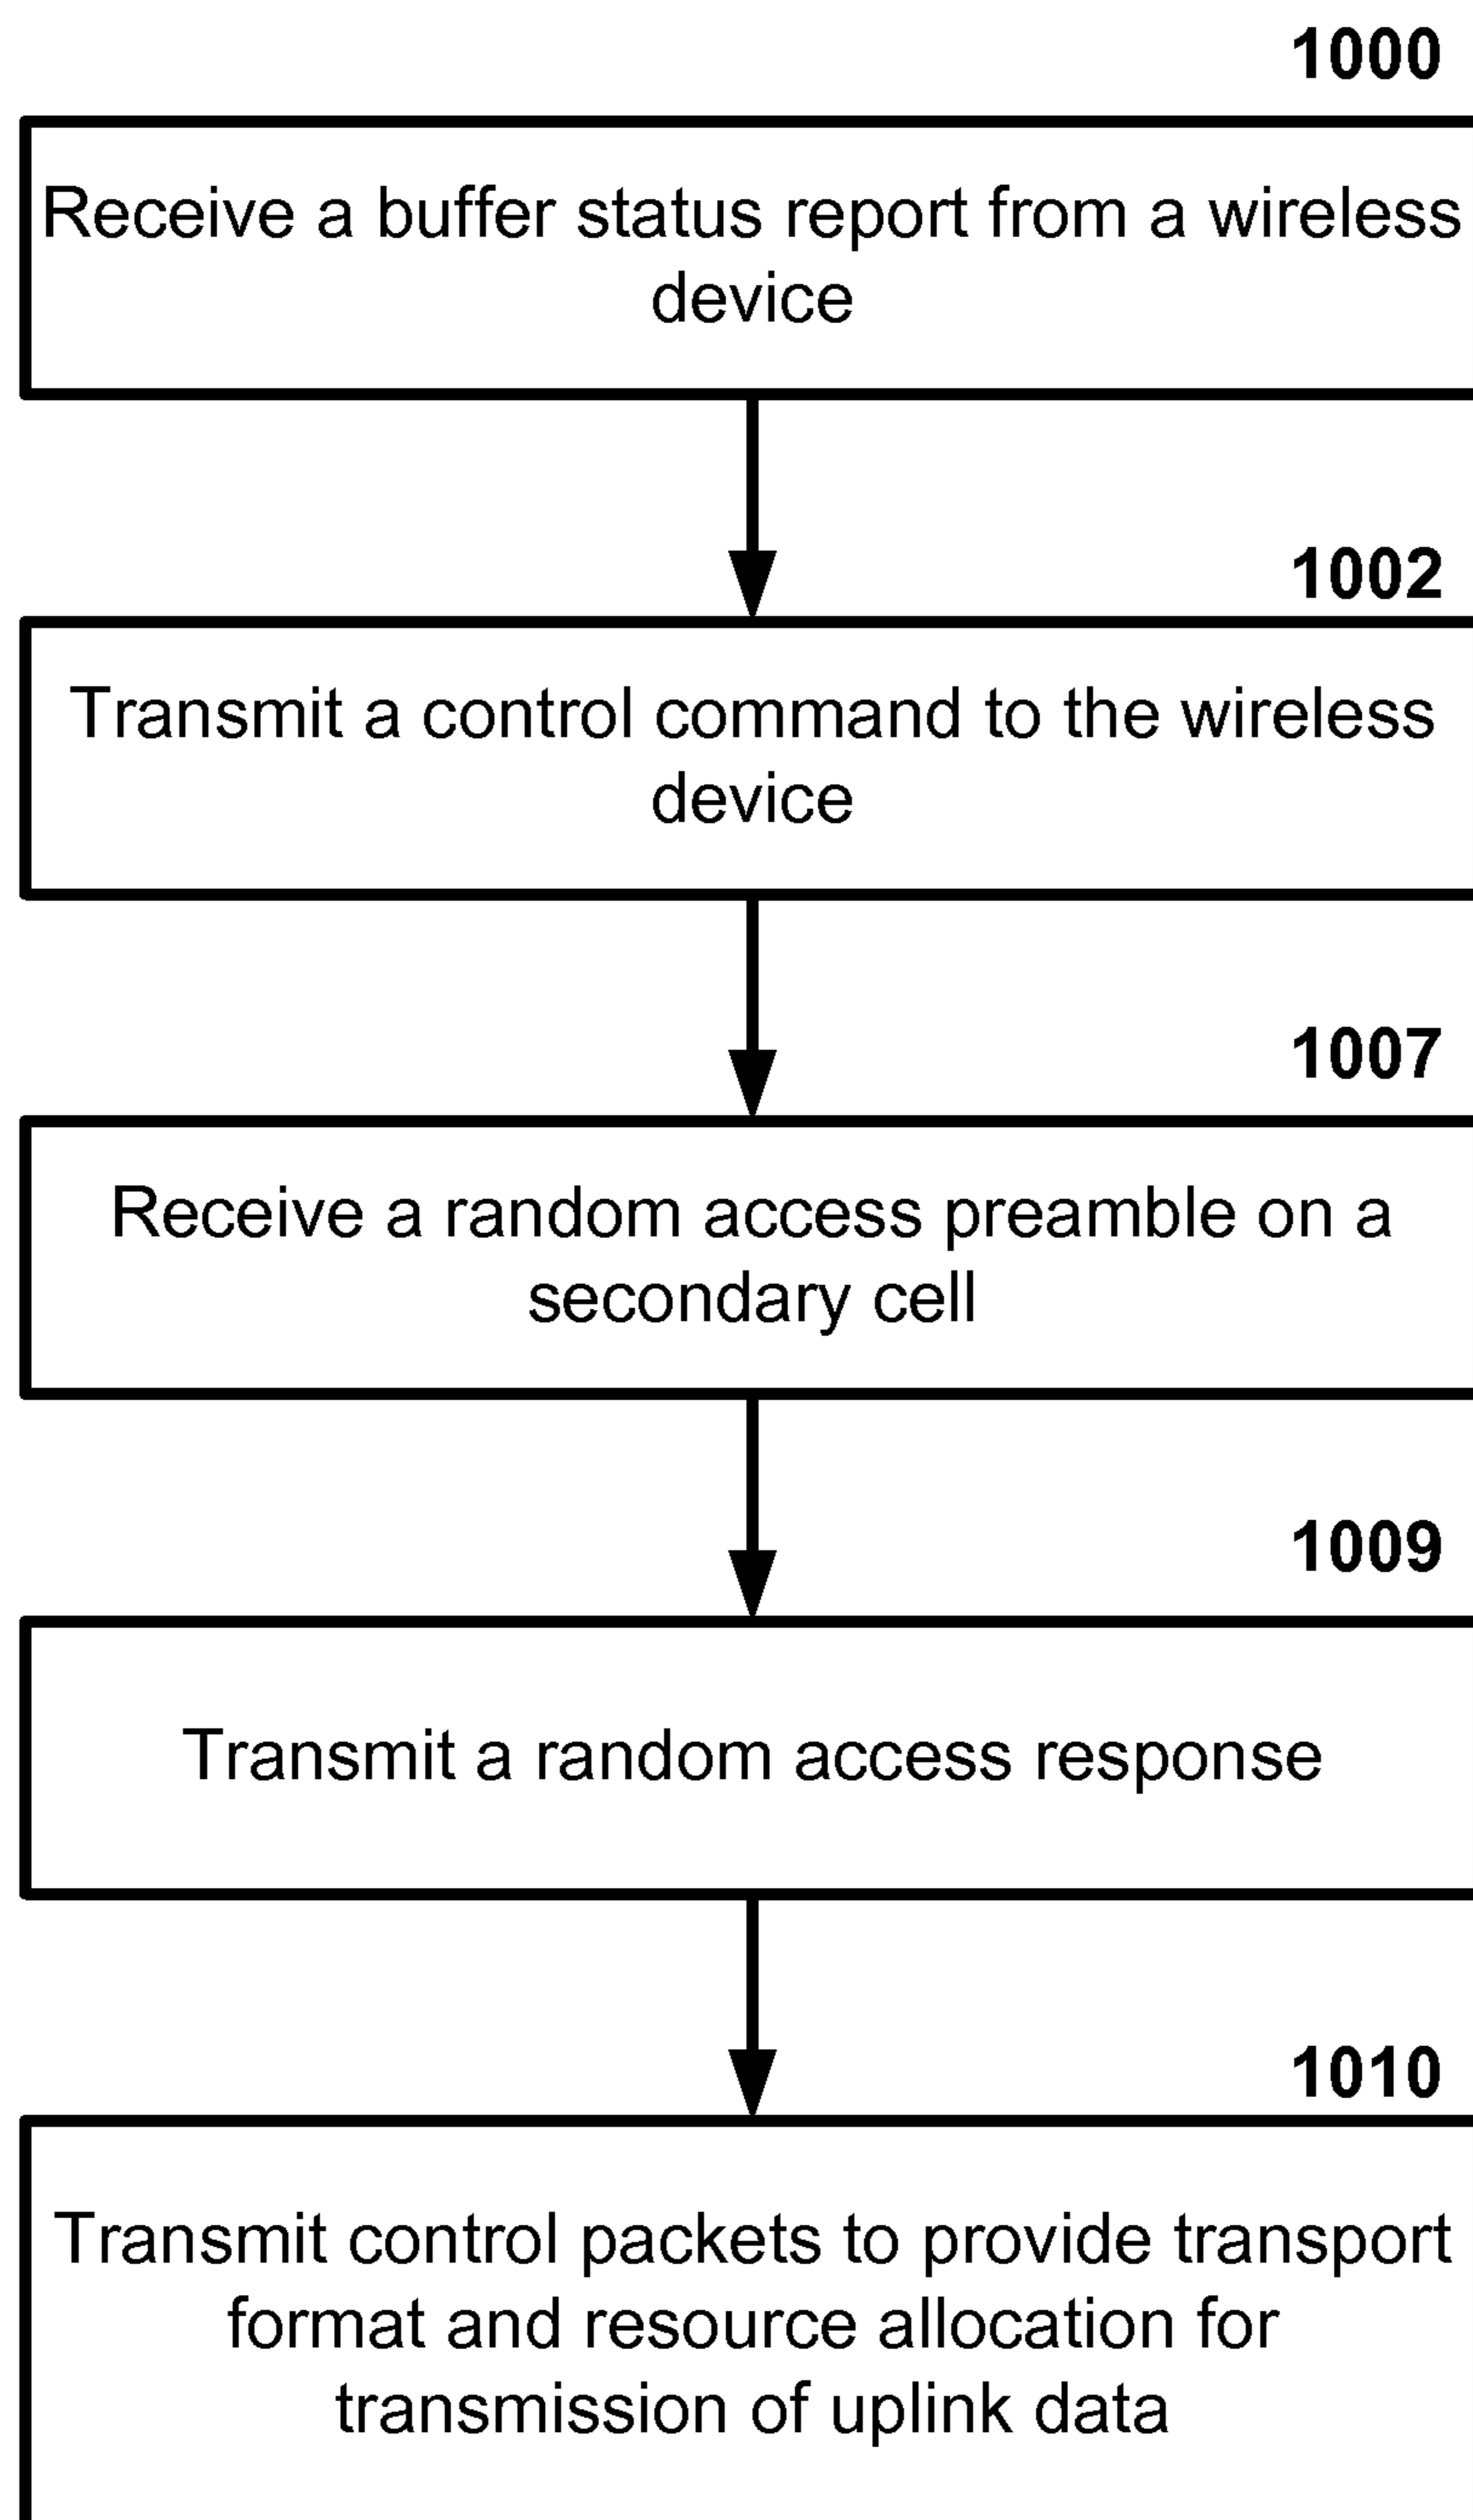 1000
Receive a buffer status report from a wireless
device
1002
Transmit a control command to the wireless
device
1007
Receive a random access preamble on a
secondary cell
1009
Transmit a random access response
1010
Transmit control packets to provide transport
format and resource allocation for
transmission of uplink data